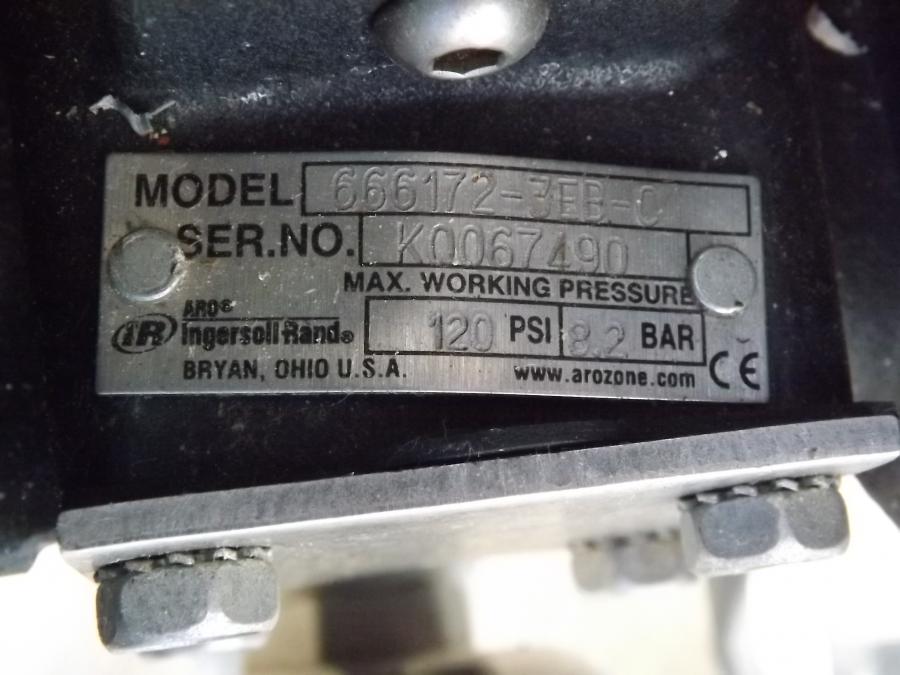 MODEL 666172-3EB-C
SER.NO. K0067490
MAX. WORKING PRESSURE
120 PSI 8.2 BAR
ARO®
IR Ingersoll-Rand®
BRYAN, OHIO U.S.A.
www.arozone.com CE